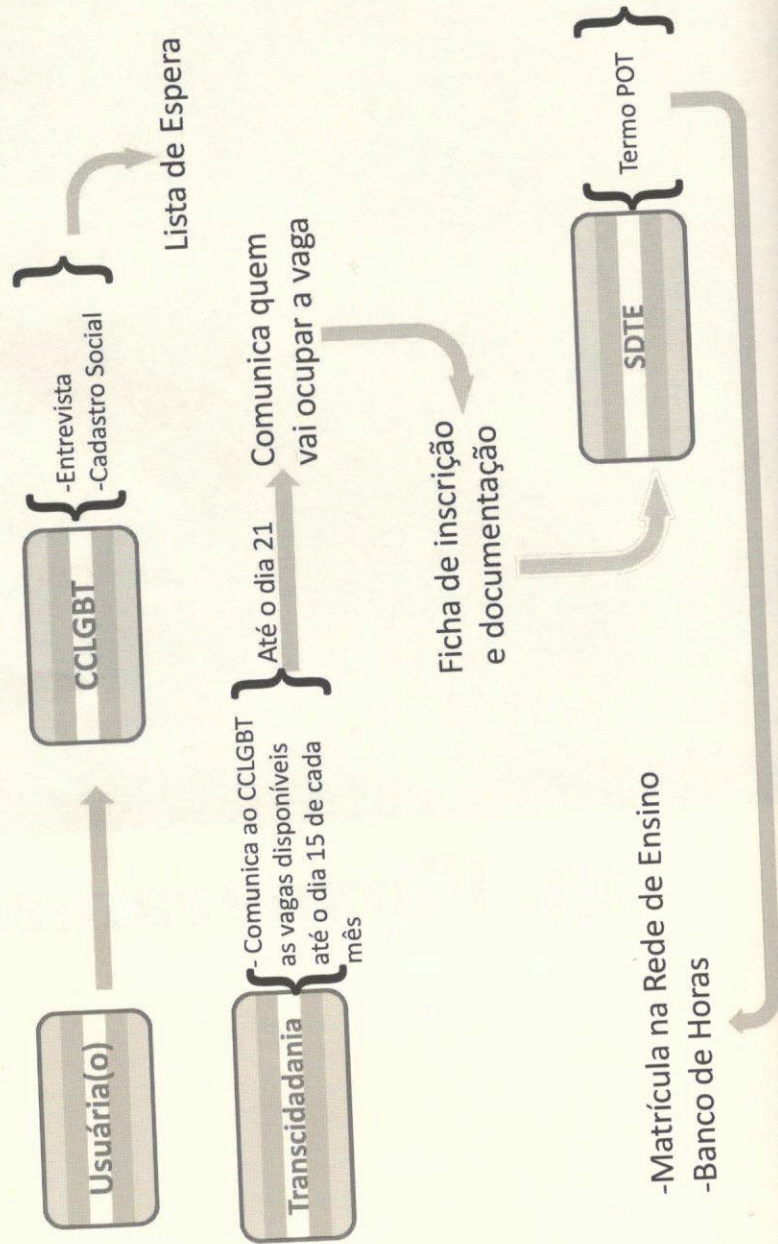 Usuária(o)
CCLGBT
-Entrevista
-Cadastro Social
Lista de Espera
Transcidadania
- Comunica ao CCLGBT
as vagas disponíveis
até o dia 15 de cada
mês
Até o dia 21
Comunica quem
vai ocupar a vaga
Ficha de inscrição
e documentação
SDTE
Termo POT
-Matrícula na Rede de Ensino
-Banco de Horas